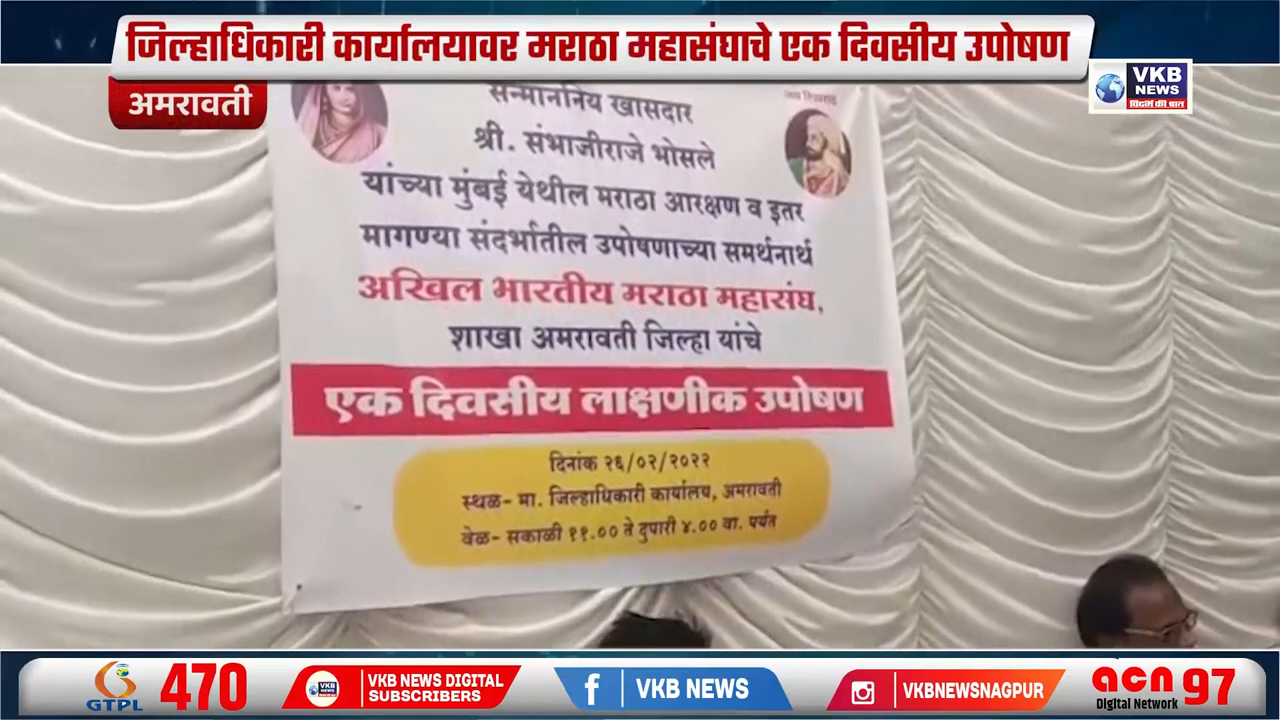 जिल्हाधिकारी कार्यालयावर मराठा महासंघाचे एक दिवसीय उपोषण
अमरावती
VKB
NEWS
विदर्भ की बात
सन्माननिय खासदार
श्री. संभाजीराजे भोसले
यांच्या मुंबई येथील मराठा आरक्षण व इतर
मागण्या संदर्भातील उपोषणाच्या समर्थनार्थ
अखिल भारतीय मराठा महासंघ,
शाखा अमरावती जिल्हा यांचे
एक दिवसीय लाक्षणीक उपोषण
दिनांक २६/०२/२०२२
स्थळ- मा. जिल्हाधिकारी कार्यालय, अमरावती
वेळ- सकाळी ११.०० ते दुपारी ४.०० वा. पर्यंत
GTPL
470
VKB
NEWS
VKB NEWS DIGITAL
SUBSCRIBERS
VKB NEWS
VKBNEWSNAGPUR
acn 97
Digital Network